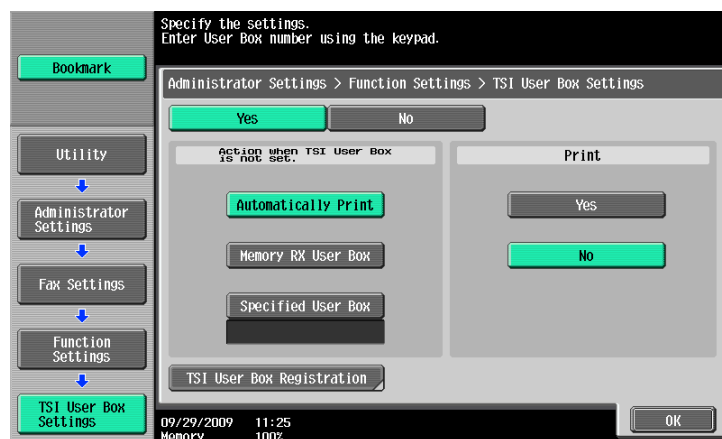 Specify the settings.
Enter User Box number using the keypad.
Bookmark
Administrator Settings > Function Settings > TSI User Box Settings
Yes
No
Utility
Administrator
Settings
Fax Settings
Function
Settings
TSI User Box
Settings
Action when TSI User Box
is not set.
Automatically Print
Memory RX User Box
Specified User Box
Print
Yes
No
TSI User Box Registration
09/29/2009 11:25
Memory 100%
OK